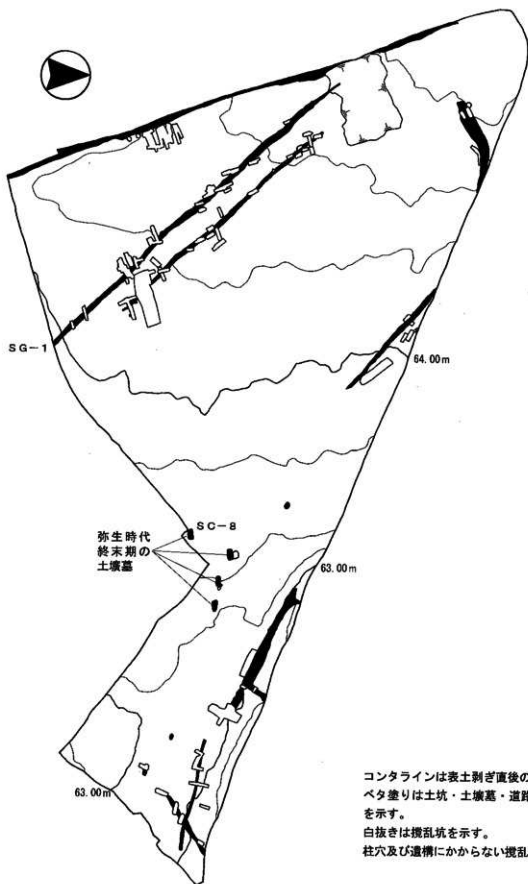 SG-1
64.00m
SC-8
弥生時代
終末期の
土壙墓
63.00m
63.00m
コンタラインは表土剥ぎ直後の
ベタ塗りは土坑・土壙墓・道路
を示す。
白抜きは攪乱坑を示す。
柱穴及び遺構にかからない攪乱